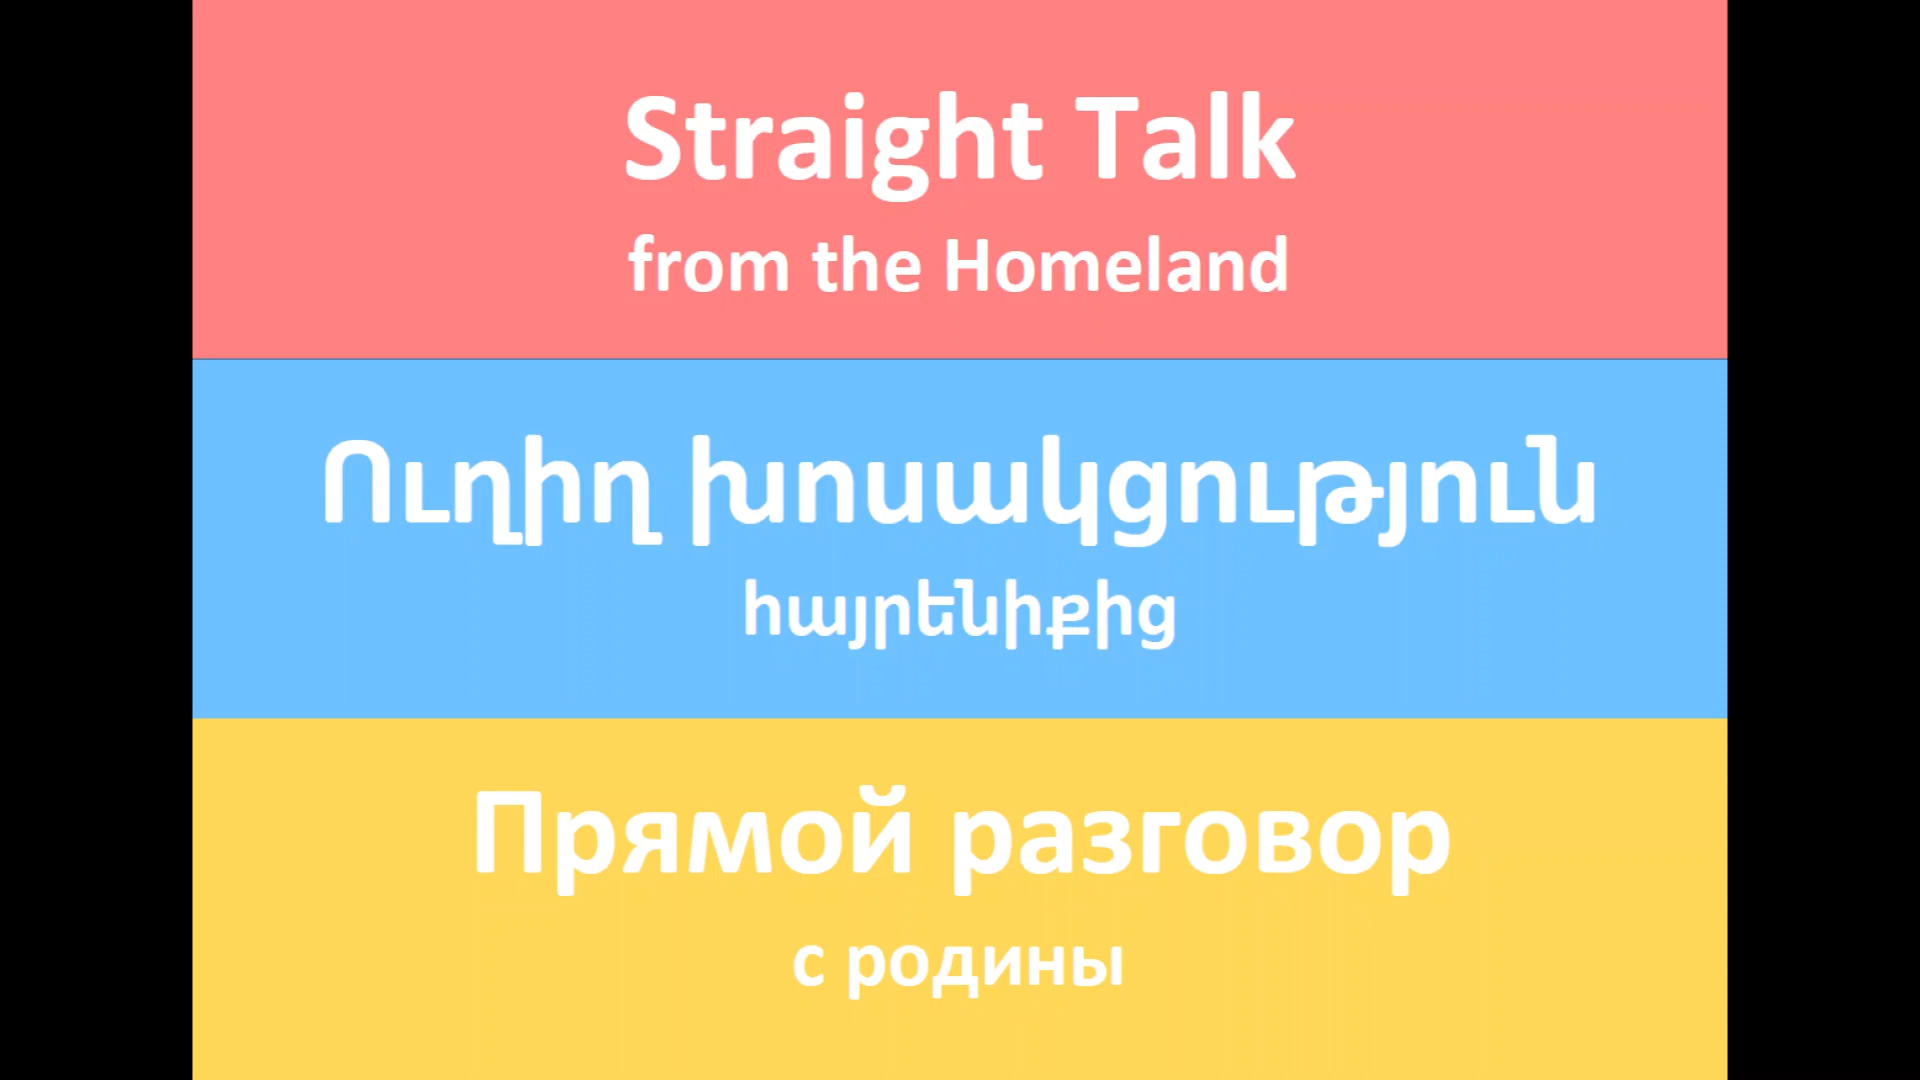 Straight Talk
from the Homeland
Ուղիղ խոսակցություն
հայրենիքից
Прямой разговор
с родины